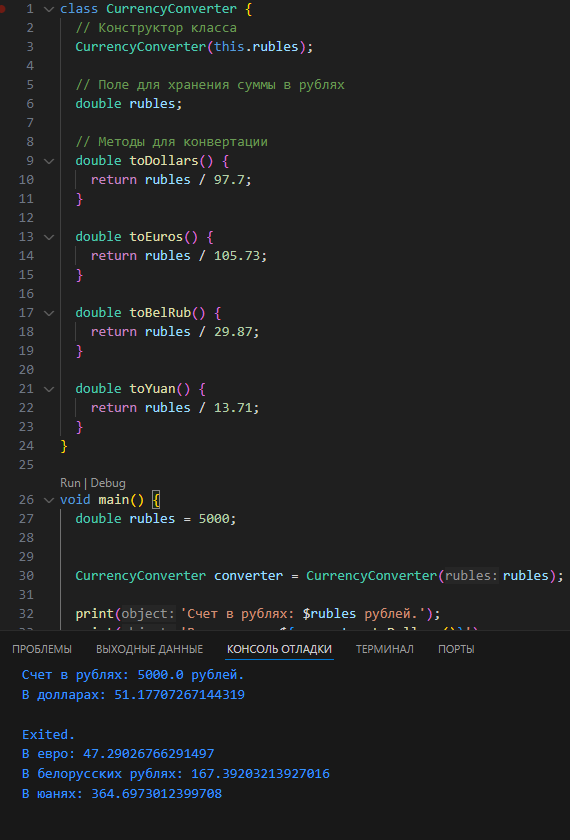 1 class CurrencyConverter {
2 // Конструктор класса
3 CurrencyConverter(this.rubles);
4
5 // Поле для хранения суммы в рублях
6 double rubles;
7
8 // Методы для конвертации
9 double toDollars() {
10 return rubles / 97.7;
11 }
12
13 double toEuros() {
14 return rubles / 105.73;
15 }
16
17 double toBelRub() {
18 return rubles / 29.87;
19 }
20
21 double toYuan() {
22 return rubles / 13.71;
23 }
24 }
25
Run | Debug
26 void main() {
27 double rubles = 5000;
28
29
30 CurrencyConverter converter = CurrencyConverter(rubles: rubles);
31
32 print(object: 'Счет в рублях: $rubles рублей.');
ПРОБЛЕМЫ ВЫХОДНЫЕ ДАННЫЕ КОНСОЛЬ ОТЛАДКИ ТЕРМИНАЛ ПОРТЫ
Счет в рублях: 5000.0 рублей.
В долларах: 51.17707267144319
Exited.
В евро: 47.29026766291497
В белорусских рублях: 167.39203213927016
В юанях: 364.6973012399708